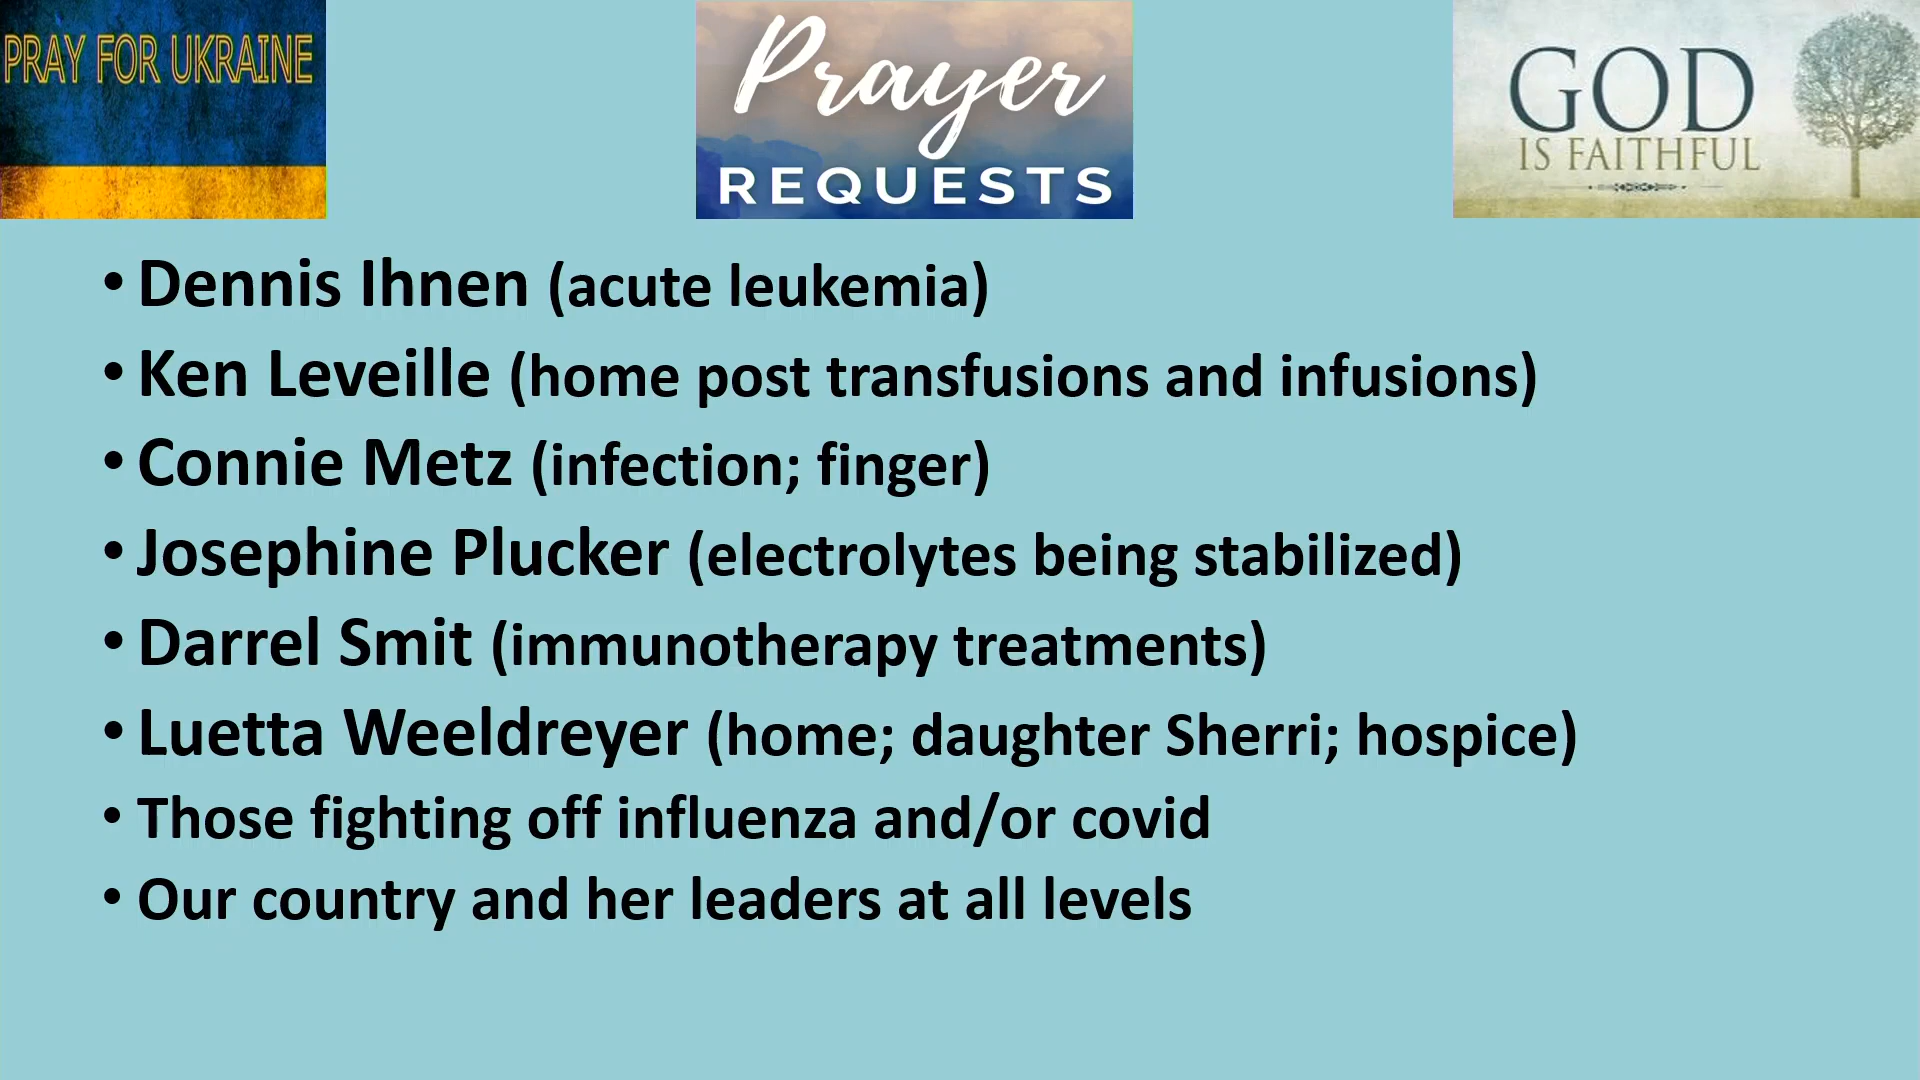 PRAY FOR UKRAINE
Prayer
REQUESTS
GOD
IS FAITHFUL
• Dennis Ihnen (acute leukemia)
• Ken Leveille (home post transfusions and infusions)
• Connie Metz (infection; finger)
• Josephine Plucker (electrolytes being stabilized)
• Darrel Smit (immunotherapy treatments)
• Luetta Weeldreyer (home; daughter Sherri; hospice)
• Those fighting off influenza and/or covid
• Our country and her leaders at all levels